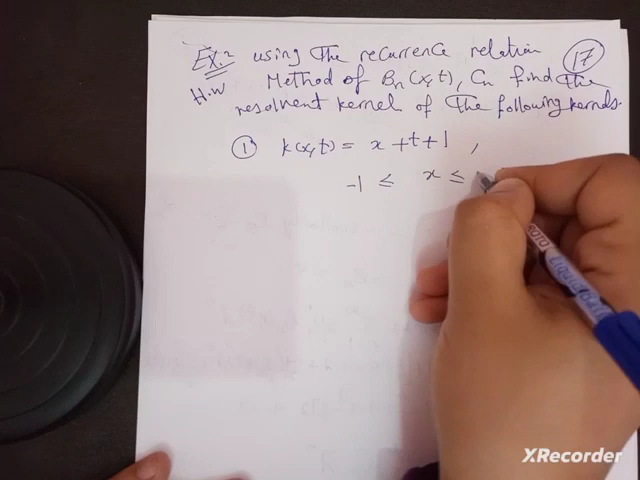 Ex.2 using the recurrence relation 17
H.W Method of Bn(x,t), Cn find the
resolvent kernel of the following kernels.
1 k(x,t) = x + t + 1 ,
-1 ≤ x ≤
XRecorder